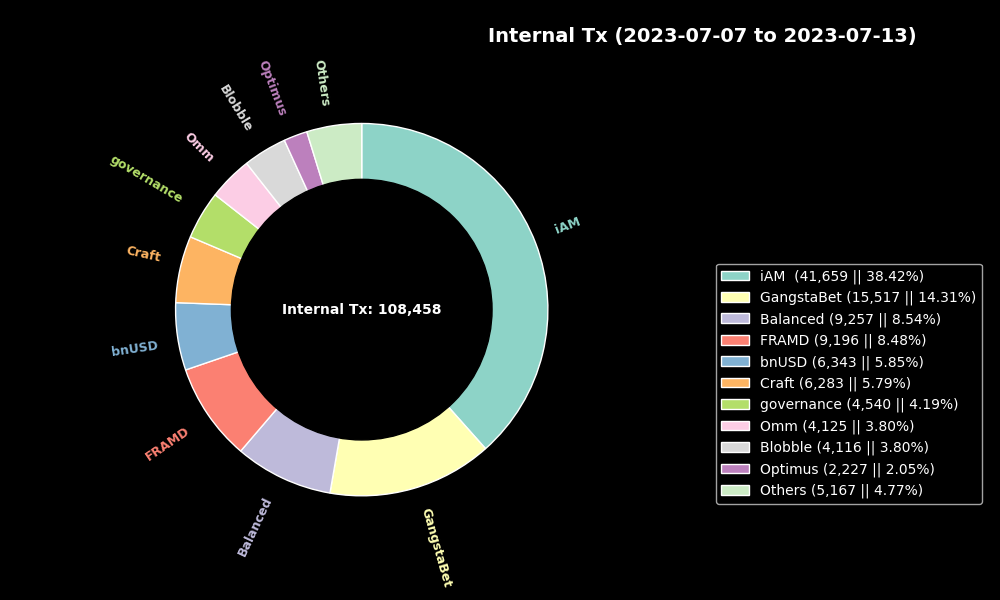 Internal Tx (2023-07-07 to 2023-07-13)
Others
Optimus
Blobble
Omm
governance
Craft
bnUSD
FRAMD
Balanced
GangstaBet
iAM
Internal Tx: 108,458
iAM  (41,659 || 38.42%)
GangstaBet (15,517 || 14.31%)
Balanced (9,257 || 8.54%)
FRAMD (9,196 || 8.48%)
bnUSD (6,343 || 5.85%)
Craft (6,283 || 5.79%)
governance (4,540 || 4.19%)
Omm (4,125 || 3.80%)
Blobble (4,116 || 3.80%)
Optimus (2,227 || 2.05%)
Others (5,167 || 4.77%)